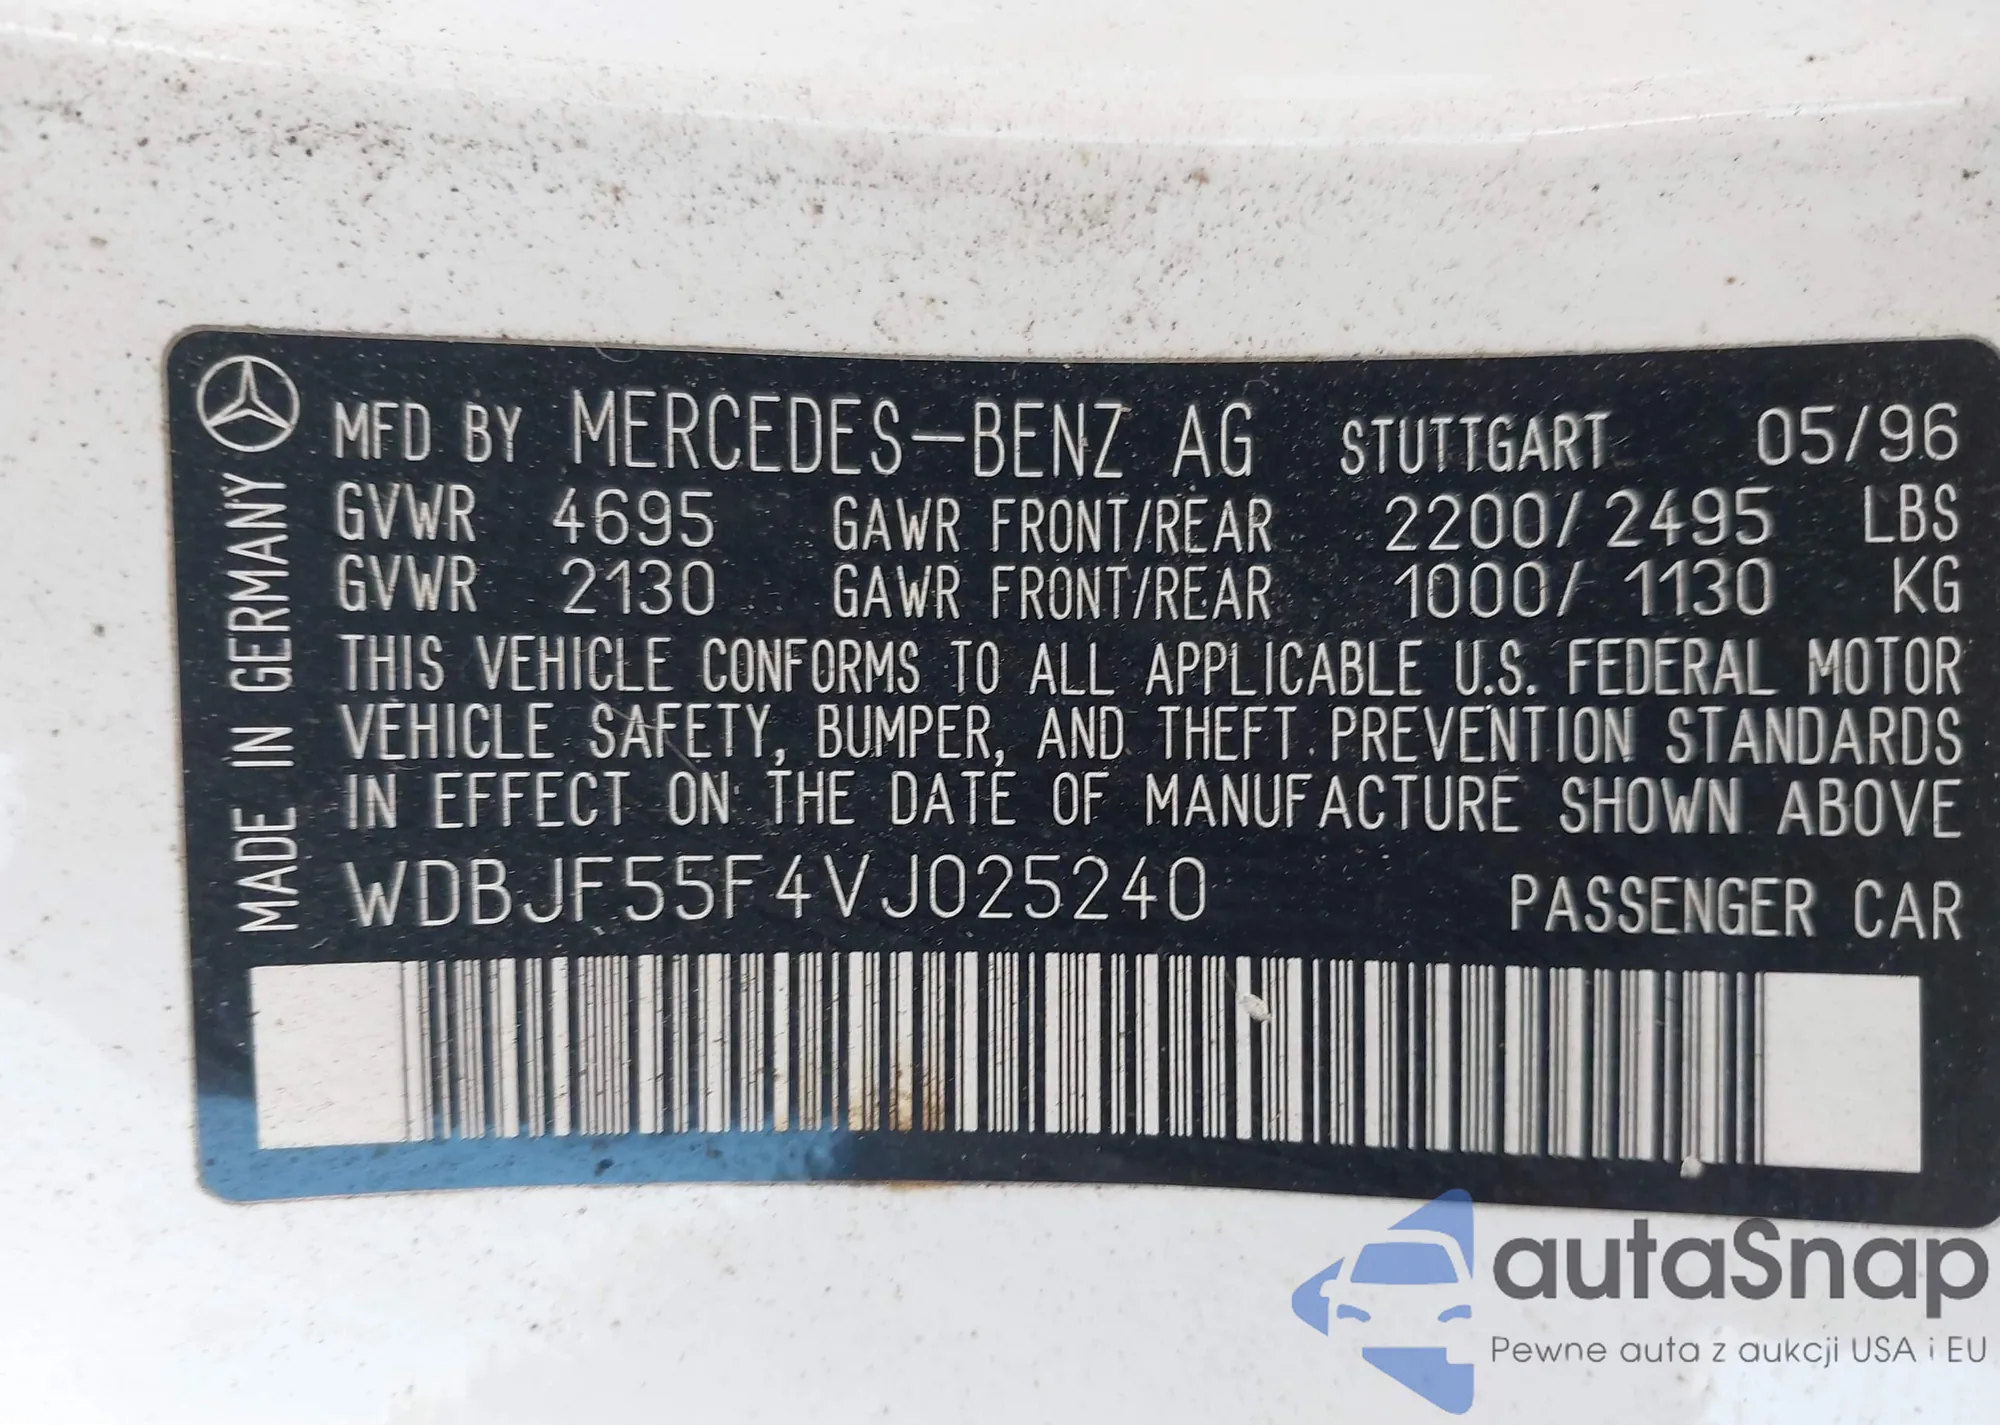 MADE IN GERMANY
MFD BY MERCEDES-BENZ AG STUTTGART 05/96
GVWR 4695 GAWR FRONT/REAR 2200/2495 LBS
GVWR 2130 GAWR FRONT/REAR 1000/1130 KG
THIS VEHICLE CONFORMS TO ALL APPLICABLE U.S. FEDERAL MOTOR
VEHICLE SAFETY, BUMPER, AND THEFT PREVENTION STANDARDS
IN EFFECT ON THE DATE OF MANUFACTURE SHOWN ABOVE
WDBJF55F4VJ025240 PASSENGER CAR
autaSnap
Pewne auta z aukcji USA i EU